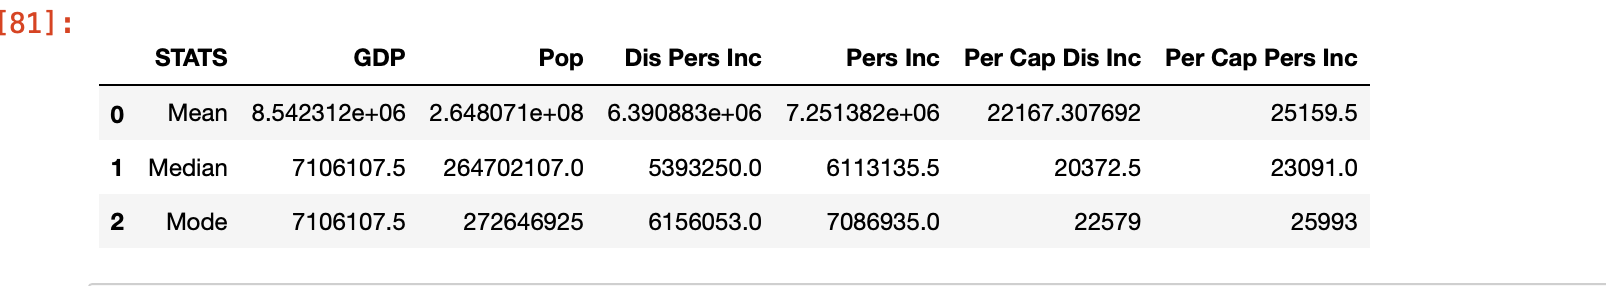 [81]:
STATS GDP Pop Dis Pers Inc Pers Inc Per Cap Dis Inc Per Cap Pers Inc
0 Mean 8.542312e+06 2.648071e+08 6.390883e+06 7.251382e+06 22167.307692 25159.5
1 Median 7106107.5 264702107.0 5393250.0 6113135.5 20372.5 23091.0
2 Mode 7106107.5 272646925 6156053.0 7086935.0 22579 25993